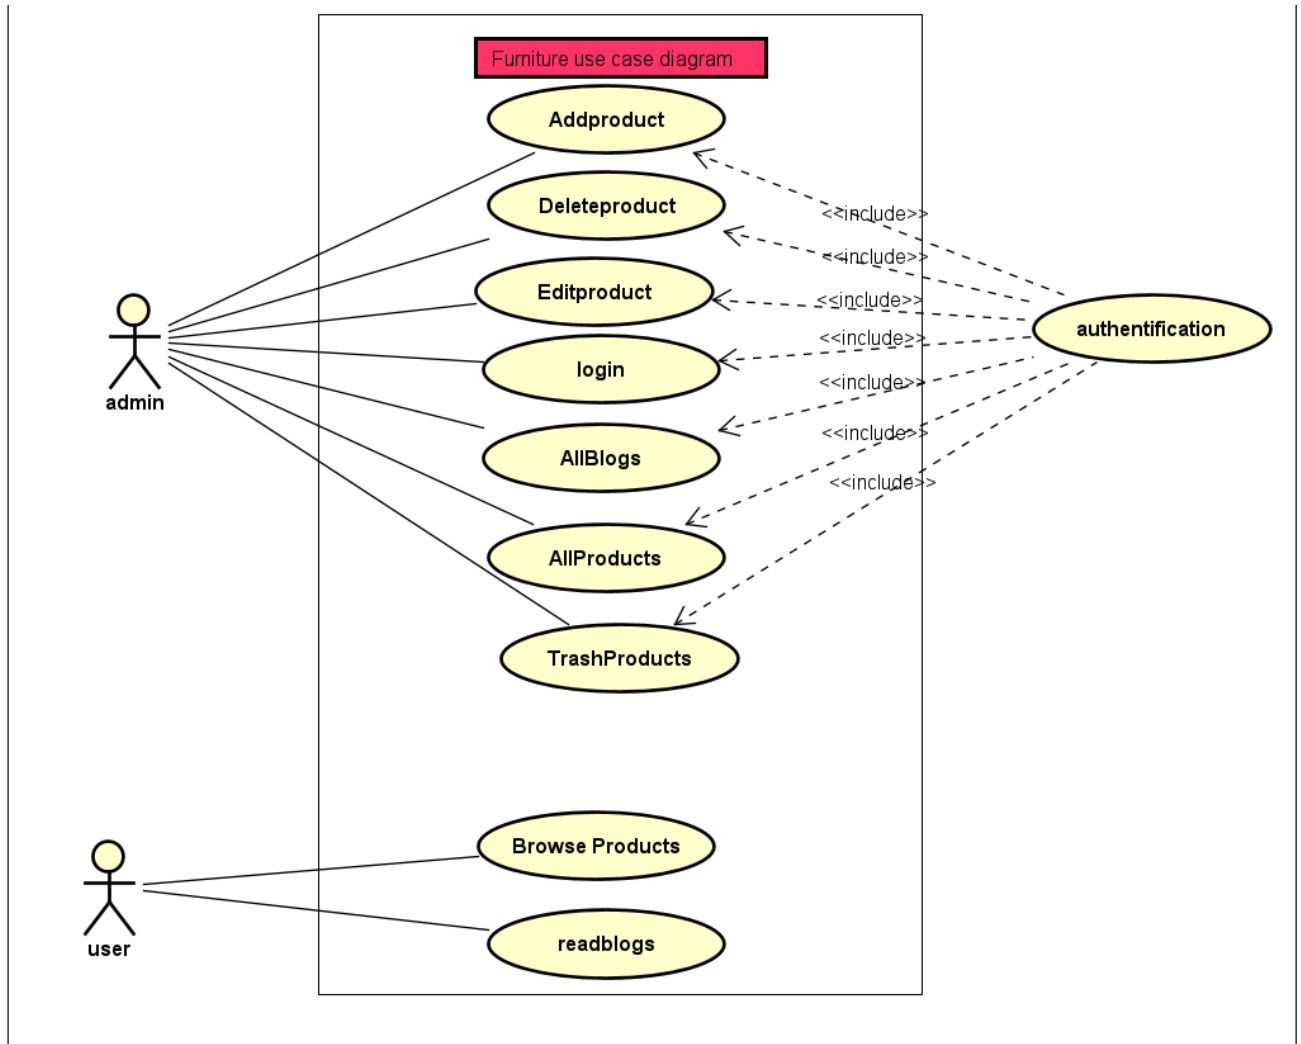 Furniture use case diagram
Addproduct
Deleteproduct
<<include>>
<<include>>
Editproduct
<<include>>
authentification
<<include>>
login
<<include>>
admin
<<include>>
AllBlogs
<<include>>
AllProducts
TrashProducts
Browse Products
user
readblogs